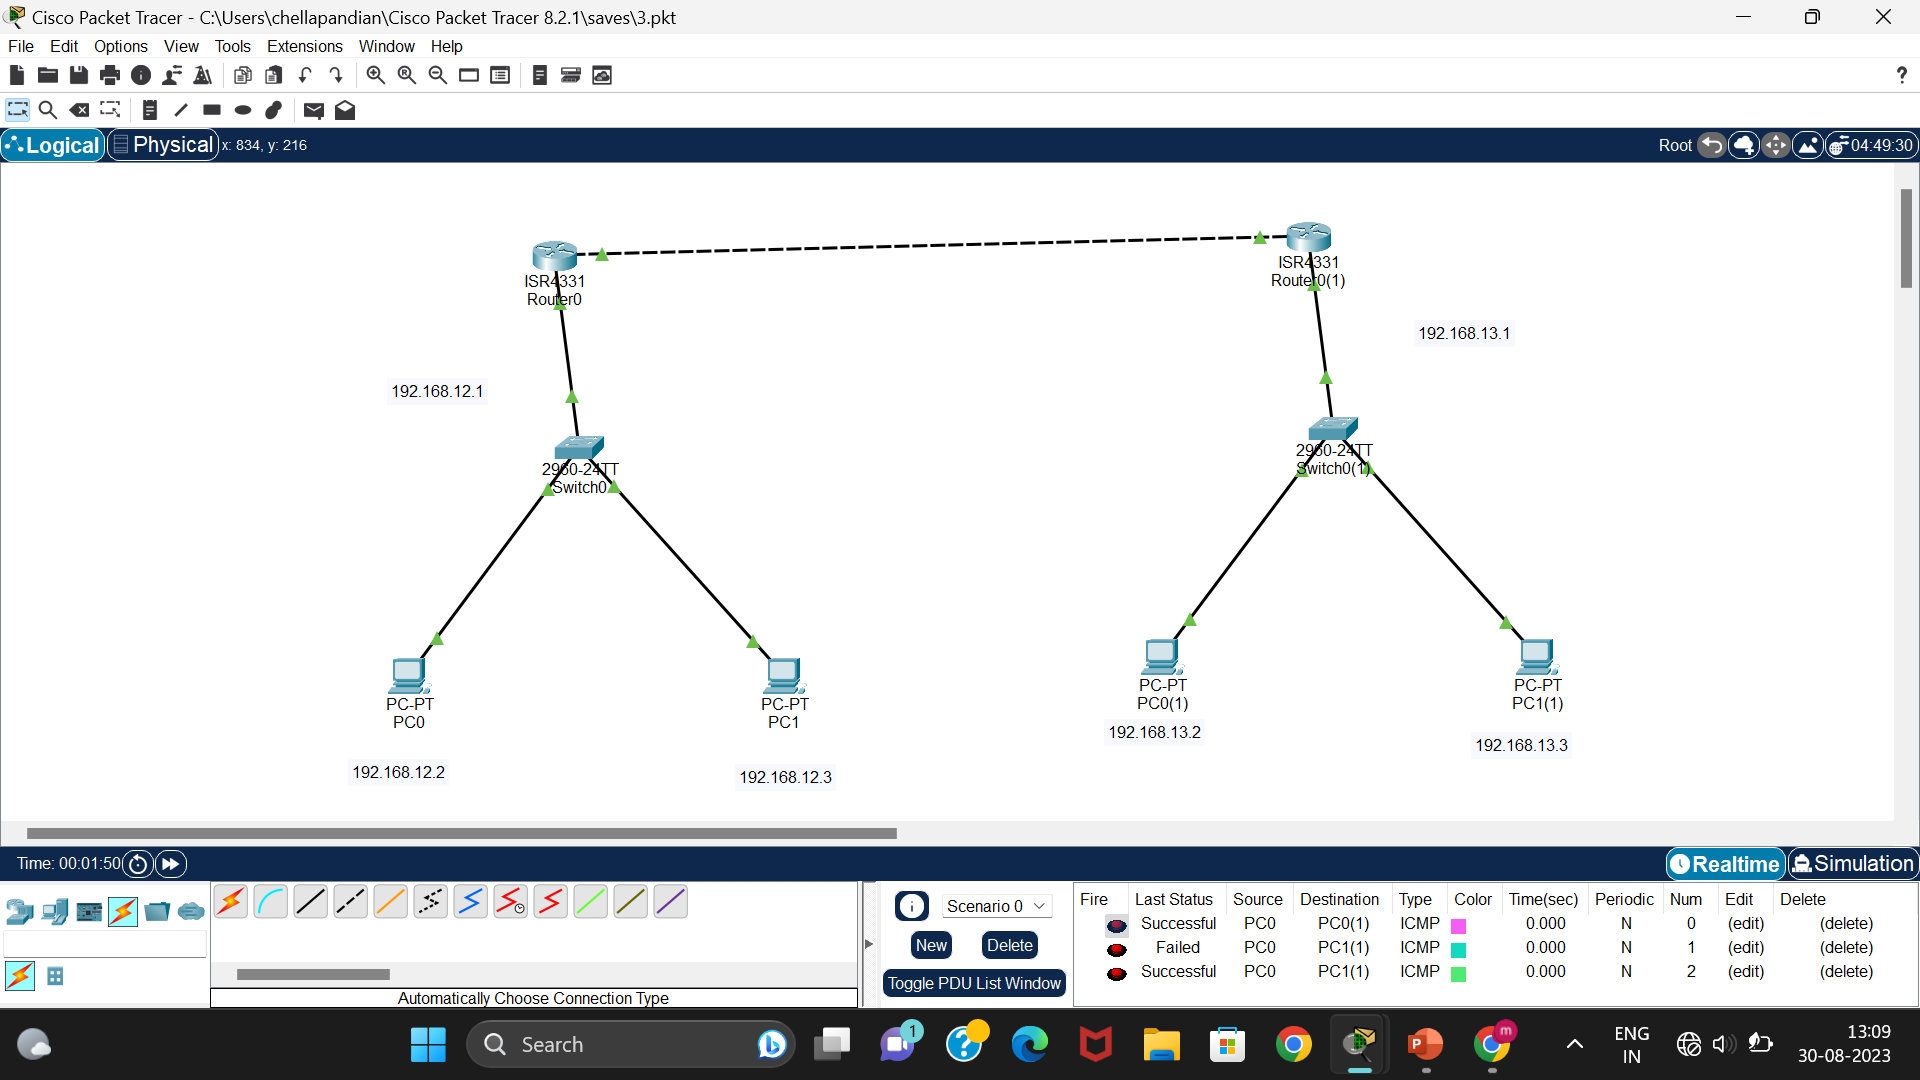 Cisco Packet Tracer - C:\Users\chellapandian\Cisco Packet Tracer 8.2.1\saves\3.pkt
File Edit Options View Tools Extensions Window Help
?
Logical Physical x: 834, y: 216 Root 04:49:30
ISR4331
Router0
ISR4331
Router0(1)
192.168.13.1
192.168.12.1
2960-24TT
Switch0
2960-24TT
Switch0(1)
PC-PT
PC0
PC-PT
PC1
PC-PT
PC0(1)
PC-PT
PC1(1)
192.168.13.2
192.168.13.3
192.168.12.2
192.168.12.3
Time: 00:01:50 Realtime Simulation
Scenario 0
New Delete
Toggle PDU List Window
Automatically Choose Connection Type
Fire Last Status Source Destination Type Color Time(sec) Periodic Num Edit Delete
Successful PC0 PC0(1) ICMP 0.000 N 0 (edit) (delete)
Failed PC0 PC1(1) ICMP 0.000 N 1 (edit) (delete)
Successful PC0 PC1(1) ICMP 0.000 N 2 (edit) (delete)
Search
1
m
ENG
IN
13:09
30-08-2023